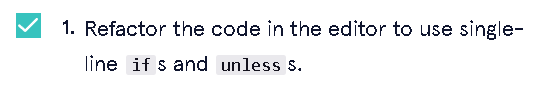 1. Refactor the code in the editor to use single-
line ifs and unlesss.